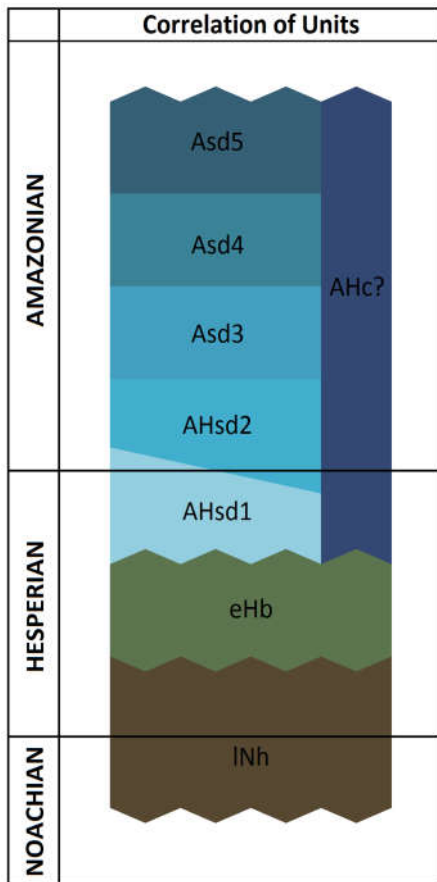 Correlation of Units
AMAZONIAN
Asd5
Asd4
AHc?
Asd3
AHsd2
HESPERIAN
AHsd1
eHb
NOACHIAN
lNh